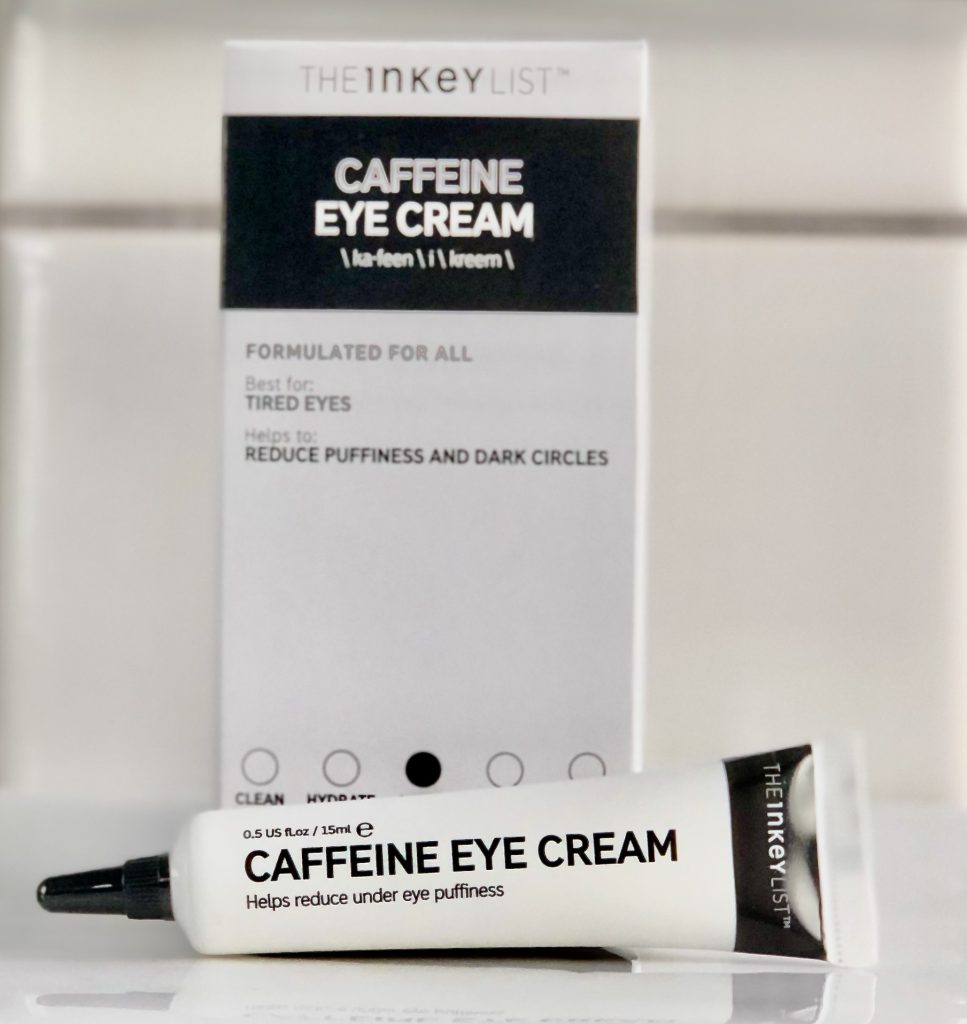 THE INKEY LIST™
CAFFEINE
EYE CREAM
\ ka-feen \ i \ kreem \
FORMULATED FOR ALL
Best for:
TIRED EYES
Helps to:
REDUCE PUFFINESS AND DARK CIRCLES
CLEAN HYDRATE
0.5 US fl.oz / 15ml ℮
CAFFEINE EYE CREAM
Helps reduce under eye puffiness
THE INKEY LIST™